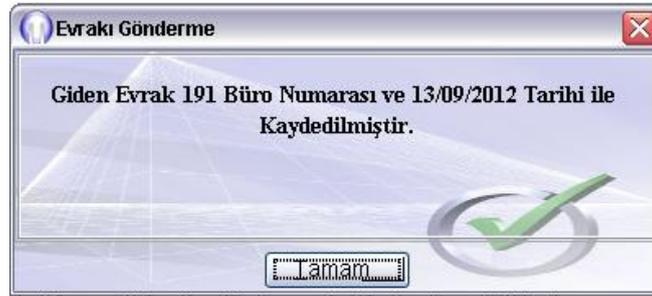 Evrakı Gönderme
Giden Evrak 191 Büro Numarası ve 13/09/2012 Tarihi ile
Kaydedilmiştir.
Tamam